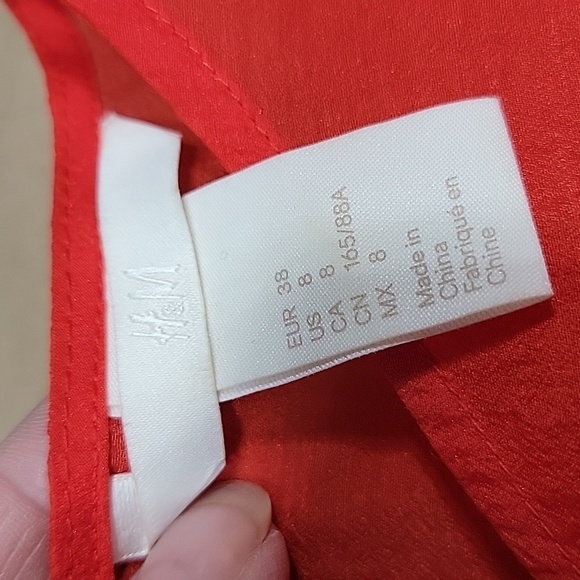 H&M
EUR 38
US 8
CA 8
CN 165/88A
MX 8
Made in
China
Fabriqué en
Chine